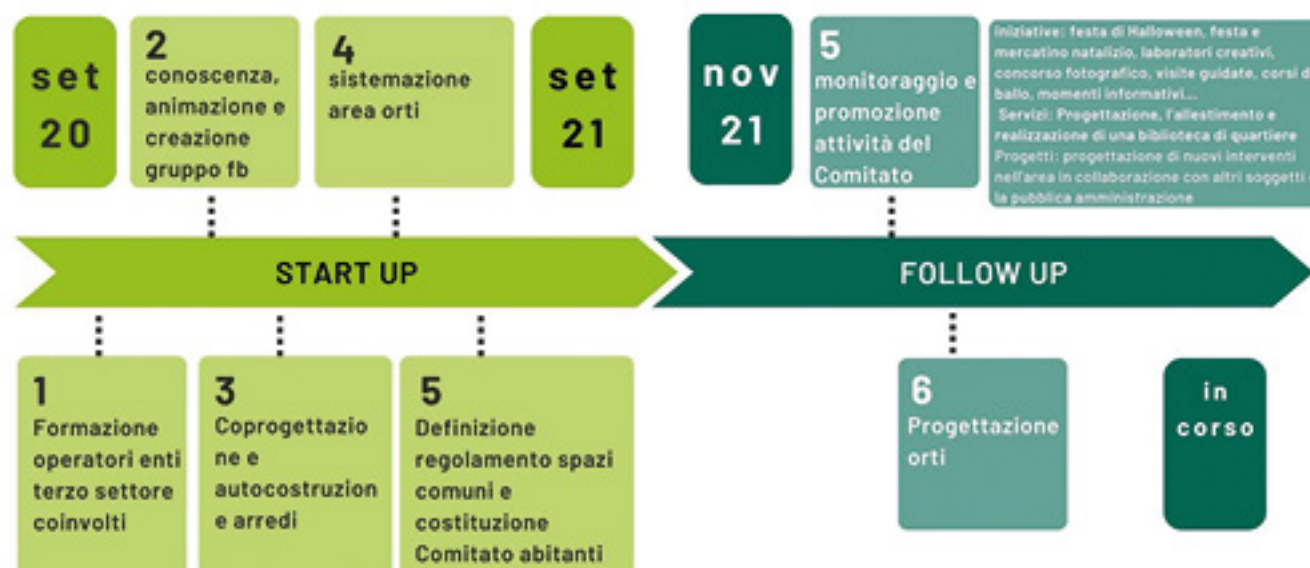 set
20
2
conoscenza,
animazione e
creazione
gruppo fb
4
sistemazione
area orti
set
21
nov
21
5
monitoraggio e
promozione
attività del
Comitato
iniziative: festa di Halloween, festa e
mercatino natalizio, laboratori creativi,
concorso fotografico, visite guidate, corsi d
ballo, momenti informativi...
Servizi: Progettazione, l'allestimento e
realizzazione di una biblioteca di quartiere
Progetti: progettazione di nuovi interventi
nell'area in collaborazione con altri soggetti
la pubblica amministrazione
START UP
FOLLOW UP
1
Formazione
operatori enti
terzo settore
coinvolti
3
Coprogettazio
ne e
autocostruzion
e arredi
5
Definizione
regolamento spazi
comuni e
costituzione
Comitato abitanti
6
Progettazione
orti
in
corso